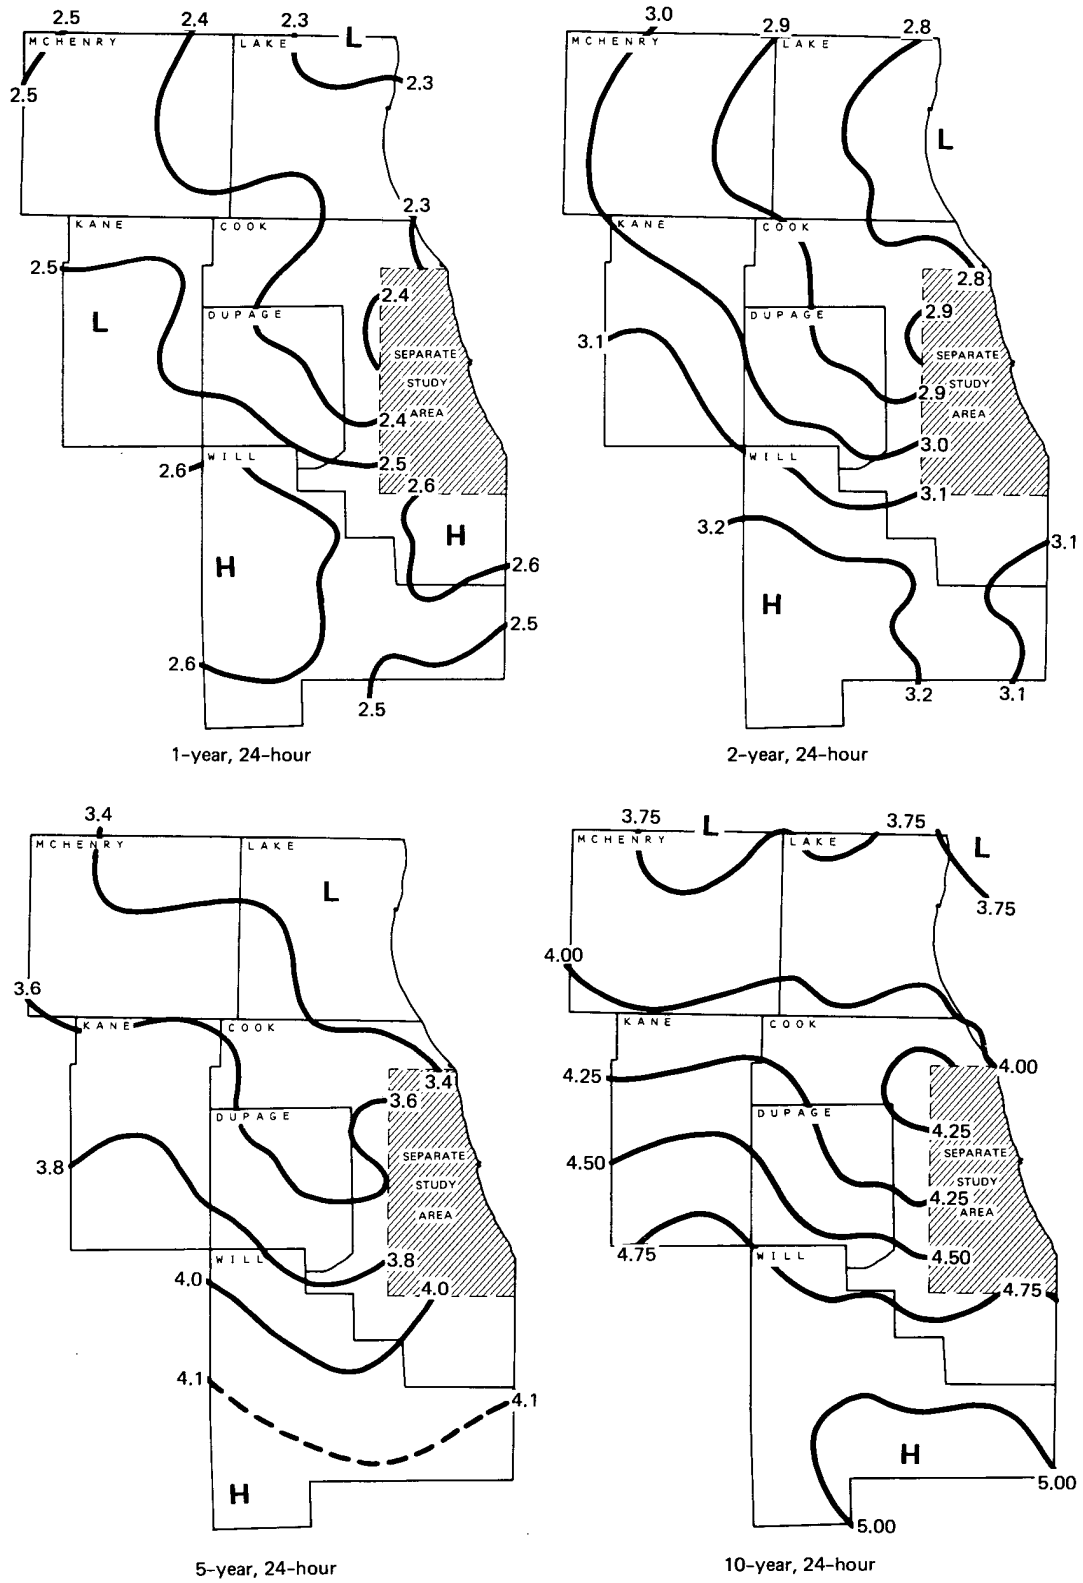 2.5
2.4
2.3
L
MCHENRY
LAKE
2.5
2.3
2.3
KANE
COOK
2.5
L
2.4
DUPAGE
SEPARATE
STUDY
AREA
2.4
2.5
WILL
2.6
2.6
H
H
2.6
2.5
2.6
2.5
1-year, 24-hour
3.0
2.9
2.8
MCHENRY
LAKE
L
KANE
COOK
2.8
2.9
DUPAGE
3.1
SEPARATE
STUDY
2.9
AREA
3.0
WILL
3.1
3.2
3.1
H
3.2
3.1
2-year, 24-hour
3.4
MCHENRY
LAKE
L
3.6
KANE
COOK
3.4
3.6
DUPAGE
3.8
SEPARATE
STUDY
AREA
WILL
3.8
4.0
4.0
4.1
4.1
H
5-year, 24-hour
3.75
L
3.75
MCHENRY
LAKE
L
3.75
4.00
KANE
COOK
4.00
4.25
DUPAGE
4.25
SEPARATE
4.50
STUDY
4.25
AREA
4.75
WILL
4.50
4.75
H
5.00
5.00
10-year, 24-hour